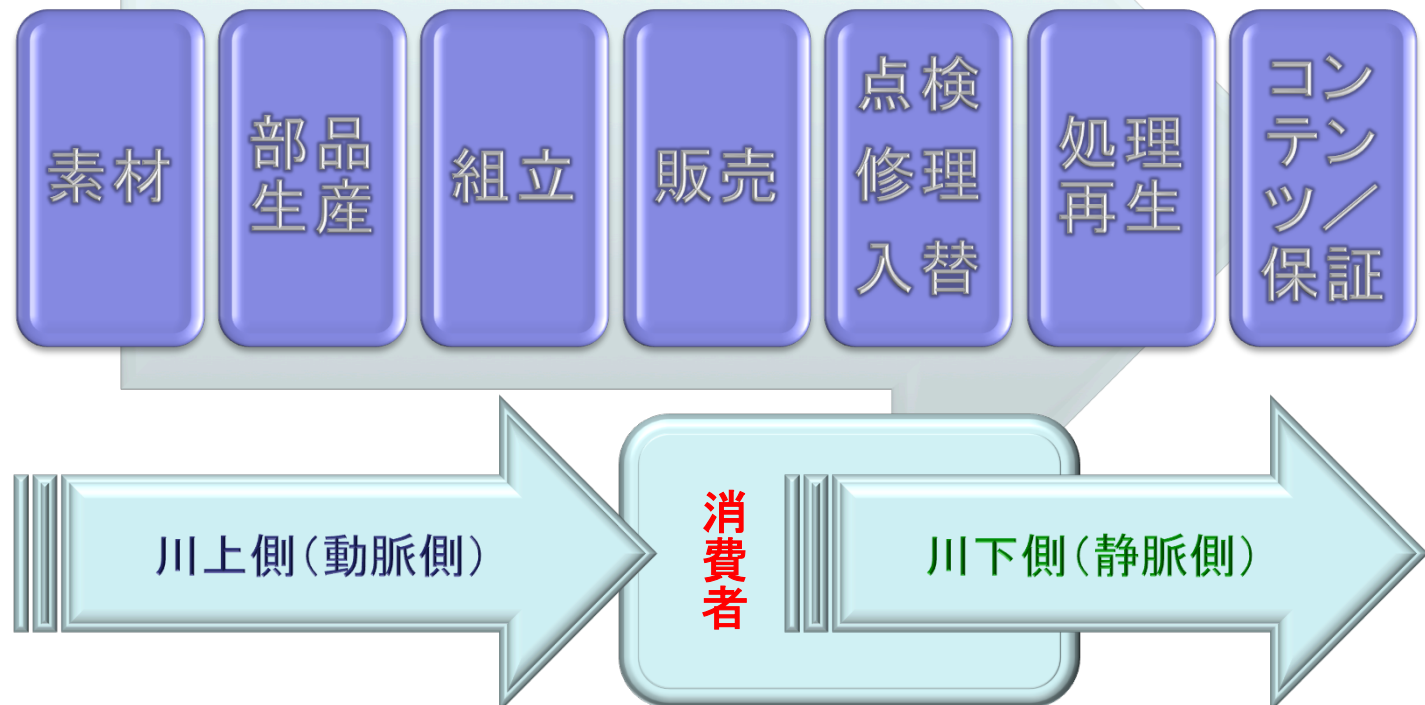 素材
部品
生産
組立
販売
点検
修理
入替
処理
再生
コン
テン
ツ／
保証
川上側（動脈側）
消費者
川下側（静脈側）